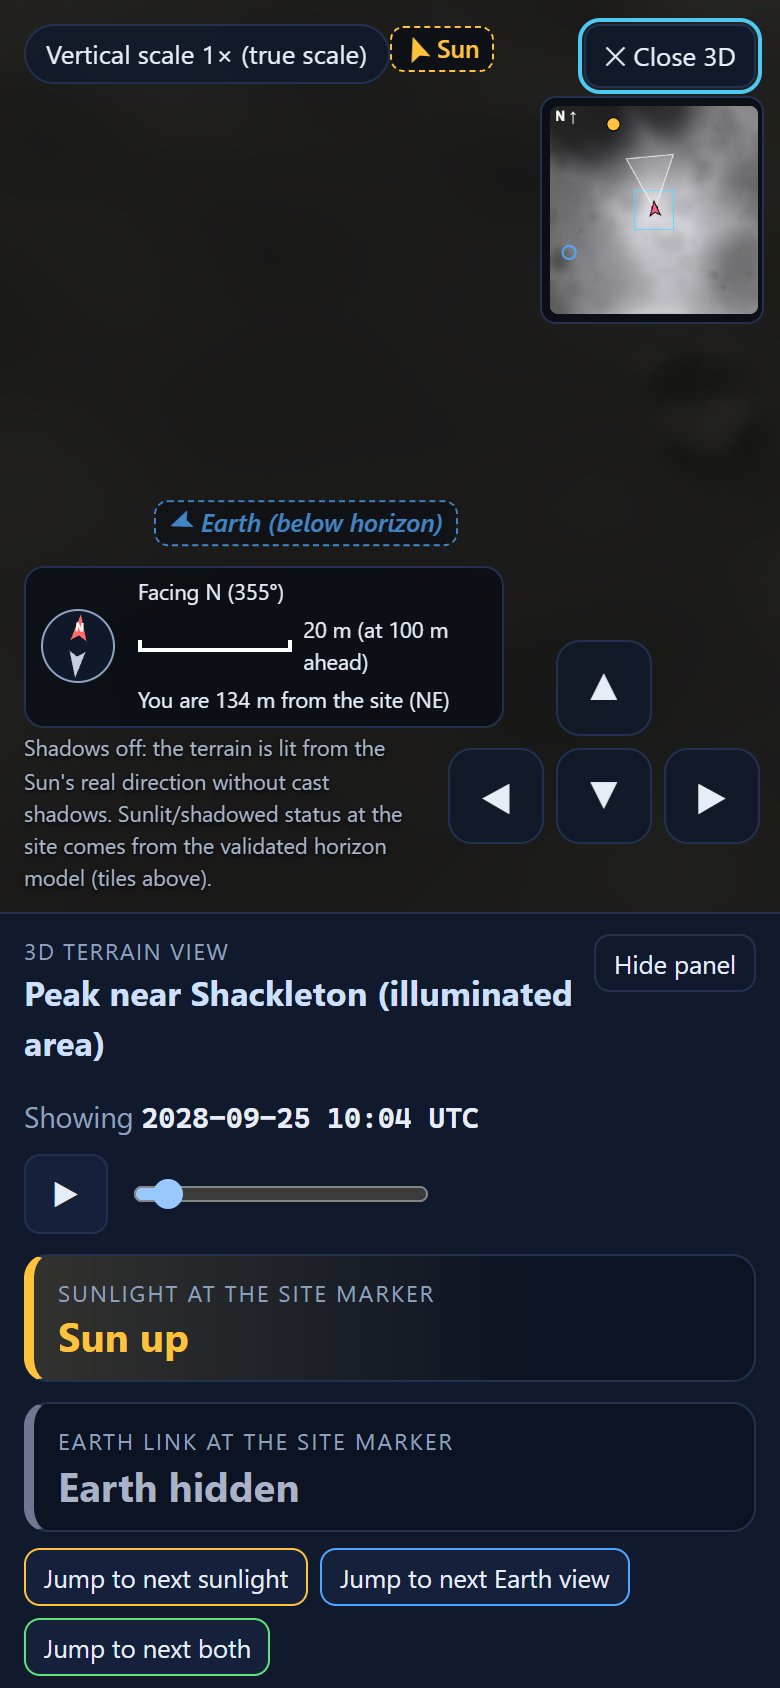 Vertical scale 1× (true scale)
Sun
Close 3D
N ↑
Earth (below horizon)
Facing N (355°)
N
20 m (at 100 m
ahead)
You are 134 m from the site (NE)
Shadows off: the terrain is lit from the
Sun's real direction without cast
shadows. Sunlit/shadowed status at the
site comes from the validated horizon
model (tiles above).
3D TERRAIN VIEW
Hide panel
Peak near Shackleton (illuminated
area)
Showing 2028-09-25 10:04 UTC
SUNLIGHT AT THE SITE MARKER
Sun up
EARTH LINK AT THE SITE MARKER
Earth hidden
Jump to next sunlight
Jump to next Earth view
Jump to next both